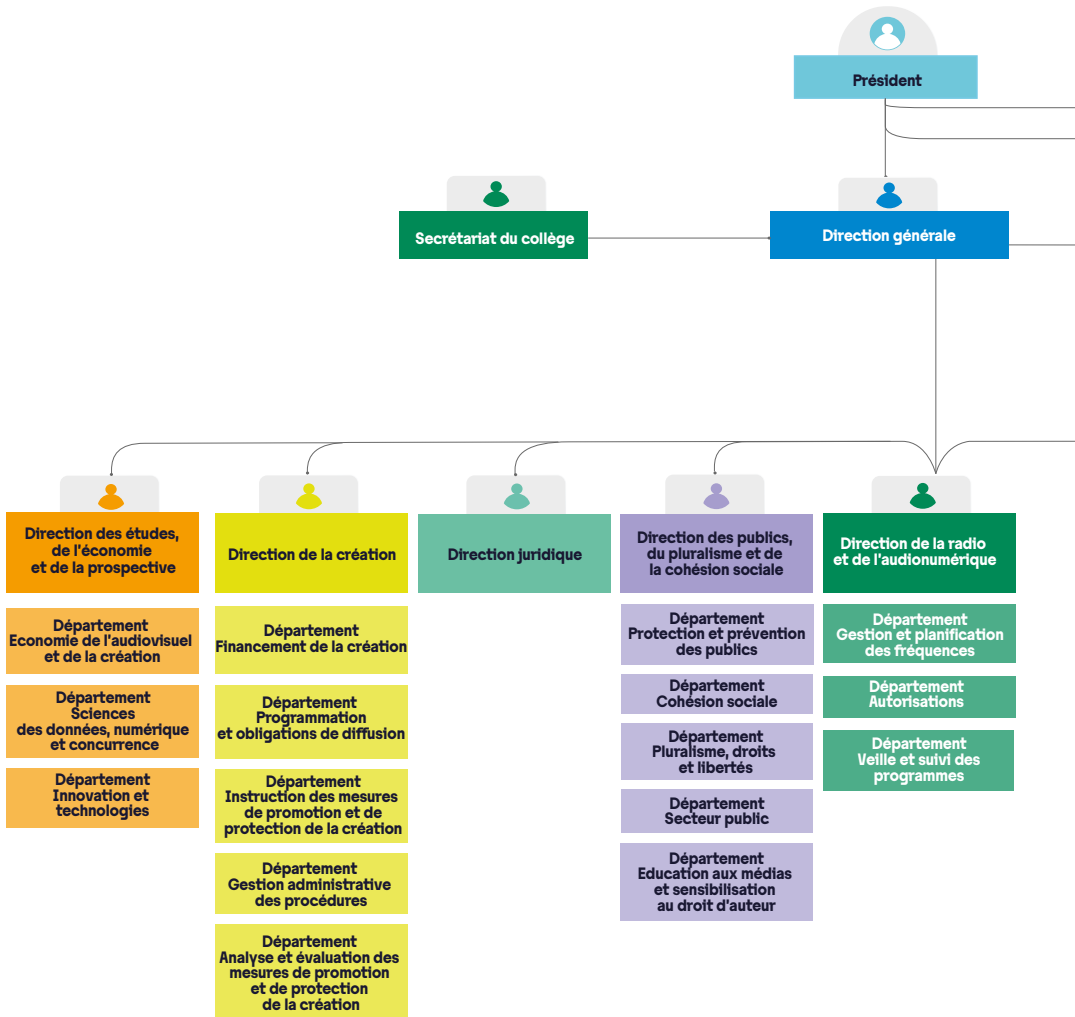 Président
Secrétariat du collège
Direction générale
Direction des études,
de l'économie
et de la prospective
Département
Economie de l'audiovisuel
et de la création
Département
Sciences
des données, numérique
et concurrence
Département
Innovation et
technologies
Direction de la création
Département
Financement de la création
Département
Programmation
et obligations de diffusion
Département
Instruction des mesures
de promotion et de
protection de la création
Département
Gestion administrative
des procédures
Département
Analyse et évaluation des
mesures de promotion
et de protection
de la création
Direction juridique
Direction des publics,
du pluralisme et de
la cohésion sociale
Département
Protection et prévention
des publics
Département
Cohésion sociale
Département
Pluralisme, droits
et libertés
Département
Secteur public
Département
Education aux médias
et sensibilisation
au droit d'auteur
Direction de la radio
et de l'audionumérique
Département
Gestion et planification
des fréquences
Département
Autorisations
Département
Veille et suivi des
programmes